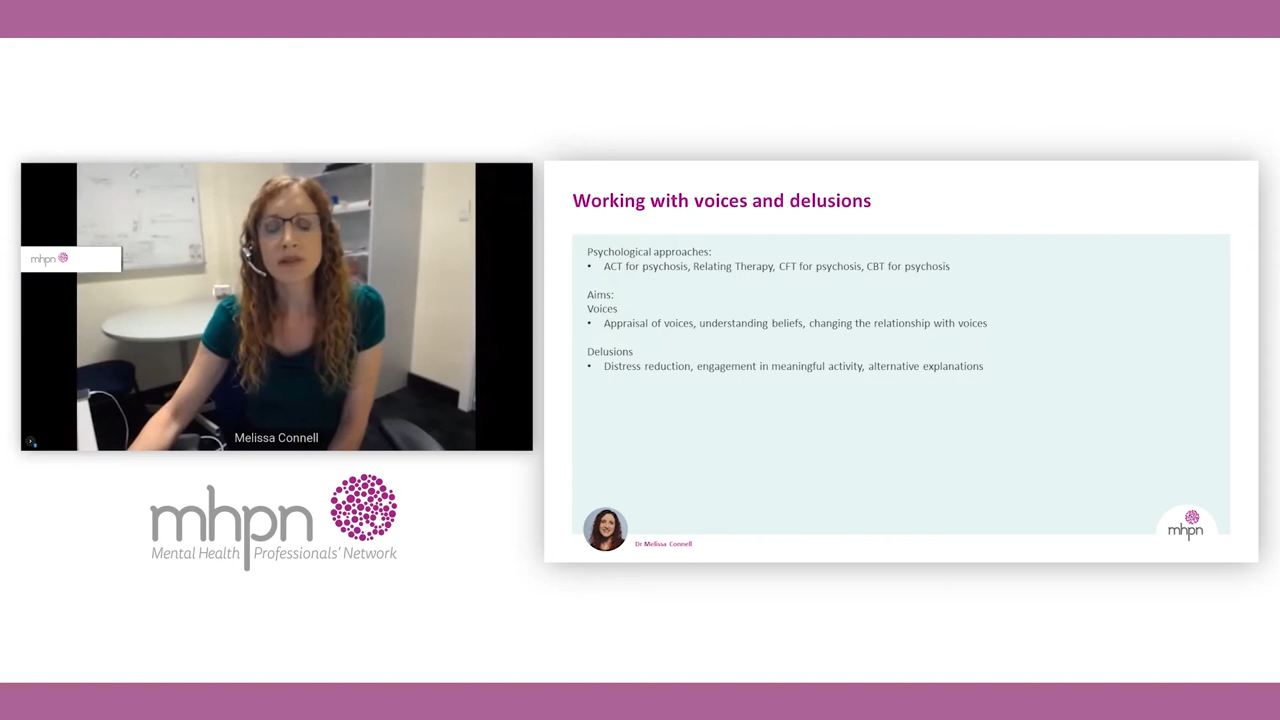 mhpn
Melissa Connell
mhpn
Mental Health Professionals' Network
Working with voices and delusions
Psychological approaches:
• ACT for psychosis, Relating Therapy, CFT for psychosis, CBT for psychosis
Aims:
Voices
• Appraisal of voices, understanding beliefs, changing the relationship with voices
Delusions
• Distress reduction, engagement in meaningful activity, alternative explanations
Dr Melissa Connell
mhpn